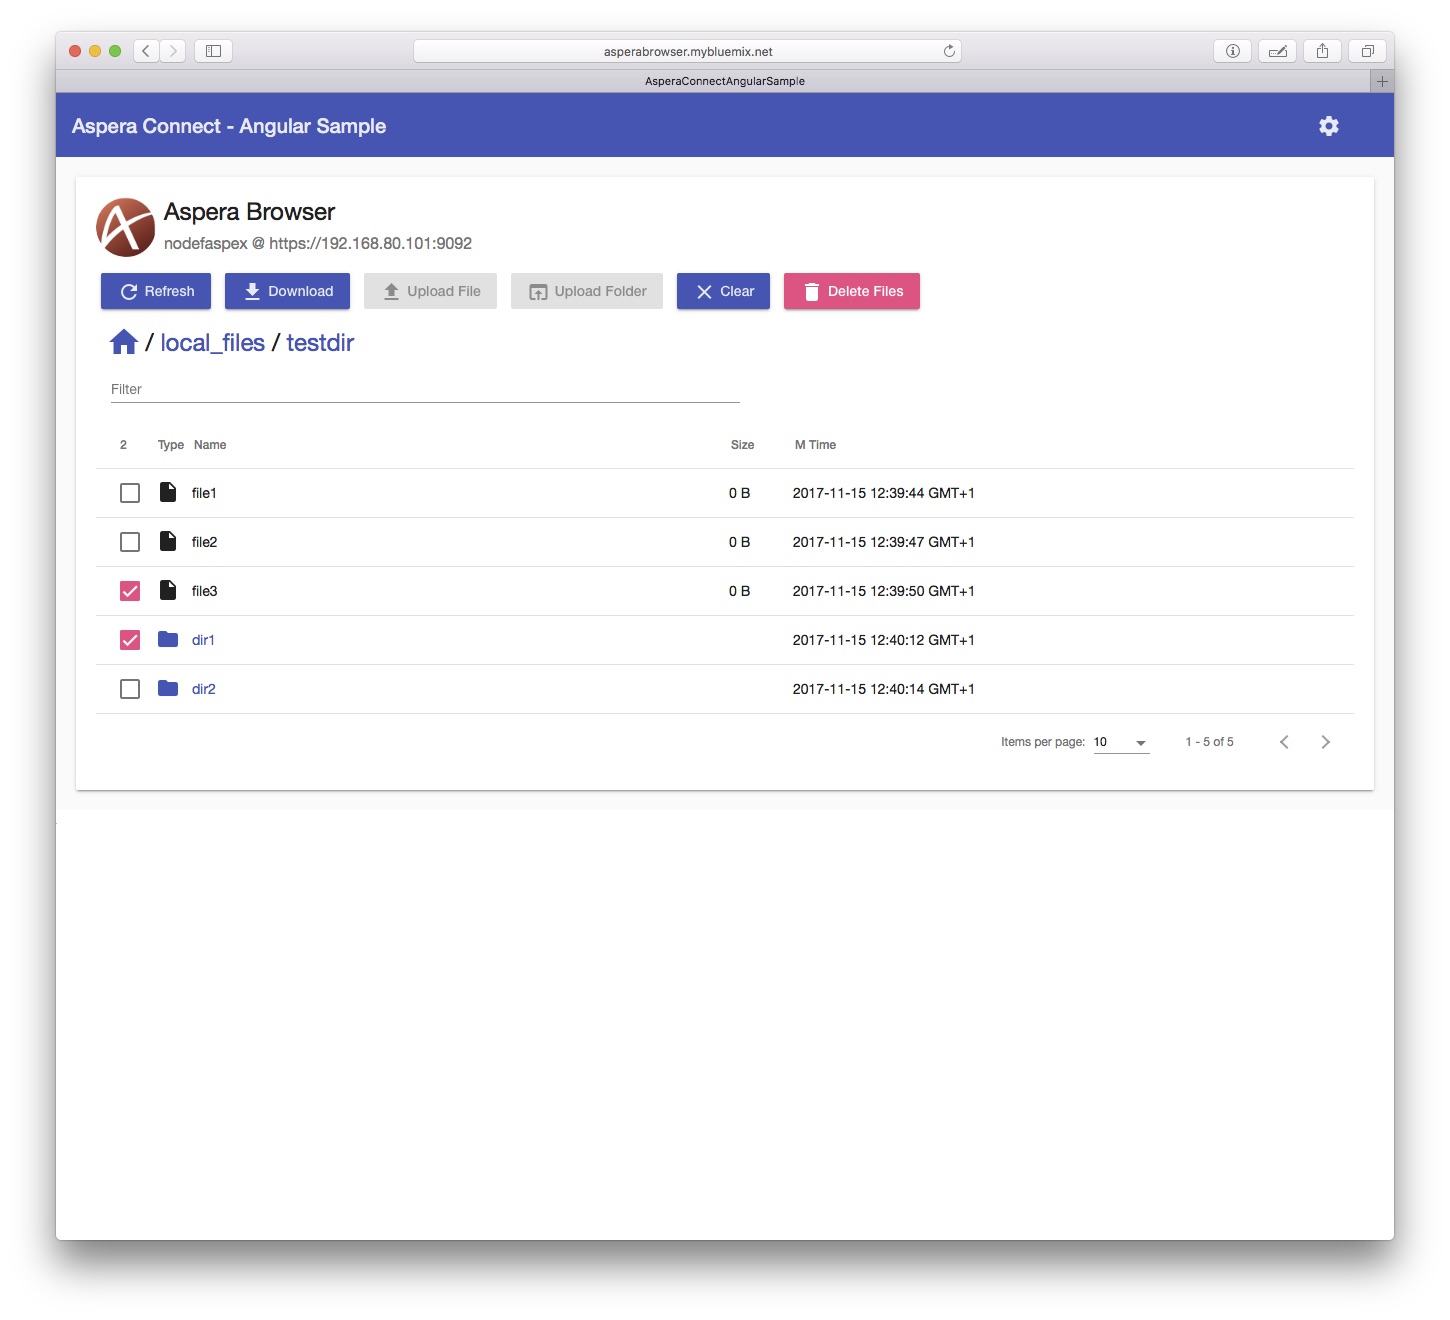 asperabrowser.mybluemix.net
AsperaConnectAngularSample
Aspera Connect - Angular Sample
Aspera Browser
nodefaspex @ https://192.168.80.101:9092
Refresh Download Upload File Upload Folder Clear Delete Files
/ local_files / testdir
Filter
2 Type Name Size M Time
file1 0 B 2017-11-15 12:39:44 GMT+1
file2 0 B 2017-11-15 12:39:47 GMT+1
file3 0 B 2017-11-15 12:39:50 GMT+1
dir1 2017-11-15 12:40:12 GMT+1
dir2 2017-11-15 12:40:14 GMT+1
Items per page: 10 1 - 5 of 5